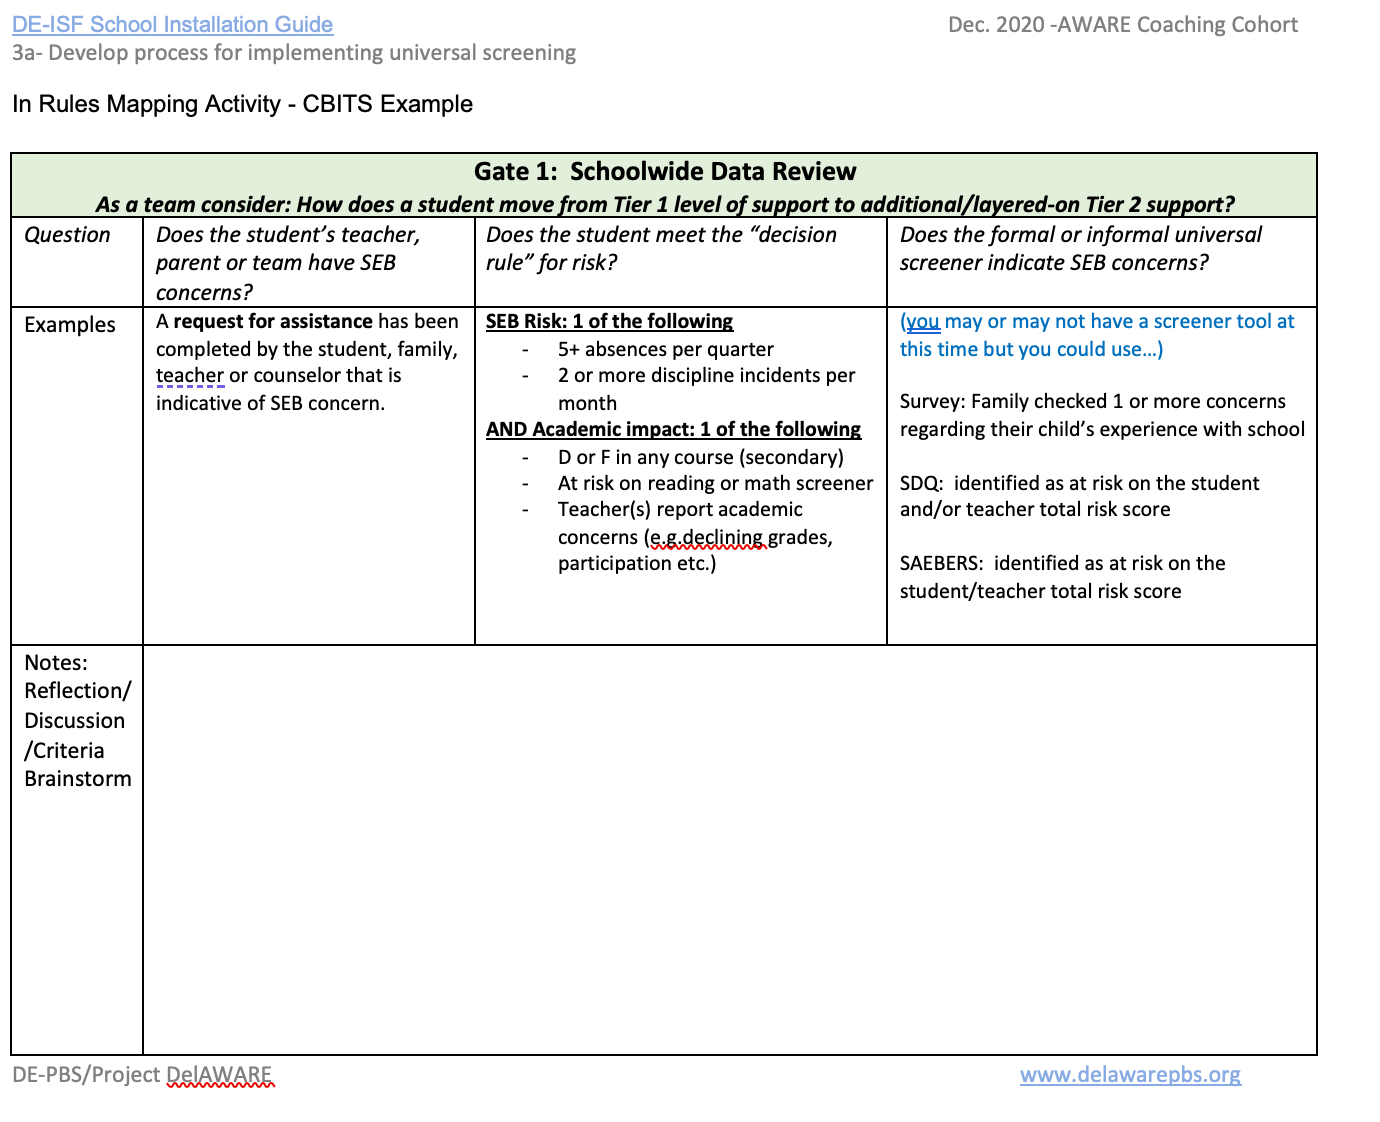 DE-ISF School Installation Guide
Dec. 2020 -AWARE Coaching Cohort
3a- Develop process for implementing universal screening
In Rules Mapping Activity - CBITS Example
Gate 1:  Schoolwide Data Review
As a team consider: How does a student move from Tier 1 level of support to additional/layered-on Tier 2 support?
Question
Does the student's teacher,
parent or team have SEB
concerns?
Does the student meet the "decision
rule" for risk?
Does the formal or informal universal
screener indicate SEB concerns?
Examples
A request for assistance has been
completed by the student, family,
teacher or counselor that is
indicative of SEB concern.
SEB Risk: 1 of the following
- 5+ absences per quarter
- 2 or more discipline incidents per
month
AND Academic impact: 1 of the following
- D or F in any course (secondary)
- At risk on reading or math screener
- Teacher(s) report academic
concerns (e.g.declining grades,
participation etc.)
(you may or may not have a screener tool at
this time but you could use…)
Survey: Family checked 1 or more concerns
regarding their child's experience with school
SDQ:  identified as at risk on the student
and/or teacher total risk score
SAEBERS:  identified as at risk on the
student/teacher total risk score
Notes:
Reflection/
Discussion
/Criteria
Brainstorm
DE-PBS/Project DelAWARE
www.delawarepbs.org